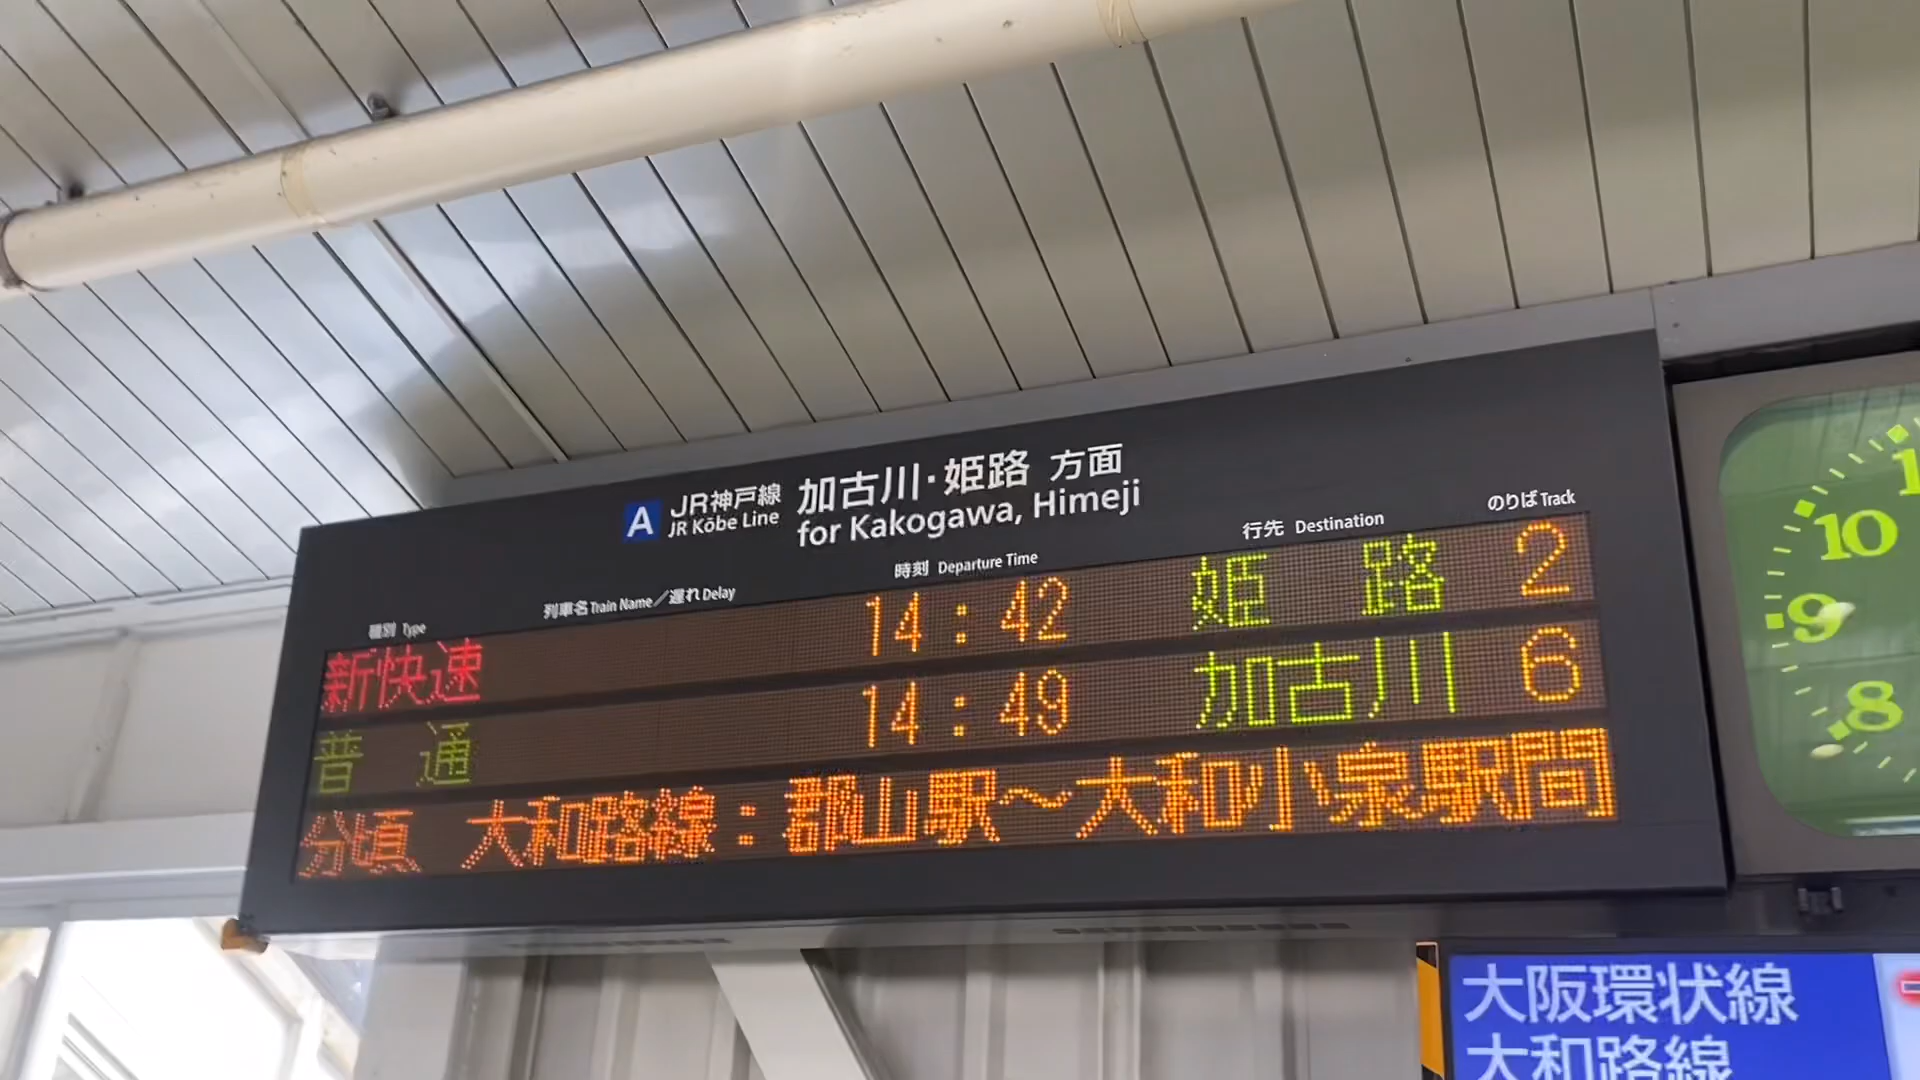 A JR神戸線 加古川・姫路 方面
JR Kōbe Line for Kakogawa, Himeji
種別 Type 列車名 Train Name／遅れ Delay 時刻 Departure Time 行先 Destination のりば Track
新快速 14:42 姫路 2
普通 14:49 加古川 6
分頃 大和路線：郡山駅～大和小泉駅間
10
9
8
大阪環状線
大和路線